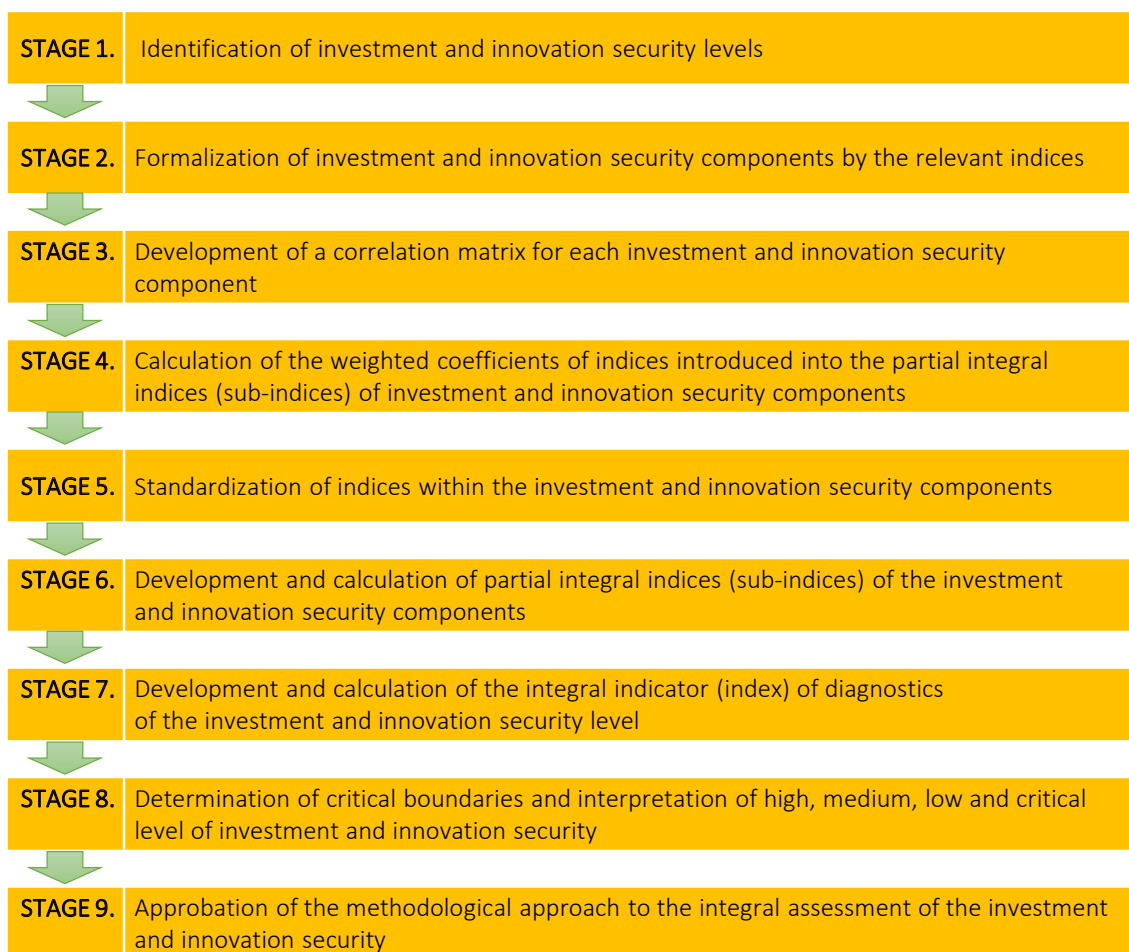 STAGE 1. Identification of investment and innovation security levels
STAGE 2. Formalization of investment and innovation security components by the relevant indices
STAGE 3. Development of a correlation matrix for each investment and innovation security
component
STAGE 4. Calculation of the weighted coefficients of indices introduced into the partial integral
indices (sub-indices) of investment and innovation security components
STAGE 5. Standardization of indices within the investment and innovation security components
STAGE 6. Development and calculation of partial integral indices (sub-indices) of the investment
and innovation security components
STAGE 7. Development and calculation of the integral indicator (index) of diagnostics
of the investment and innovation security level
STAGE 8. Determination of critical boundaries and interpretation of high, medium, low and critical
level of investment and innovation security
STAGE 9. Approbation of the methodological approach to the integral assessment of the investment
and innovation security